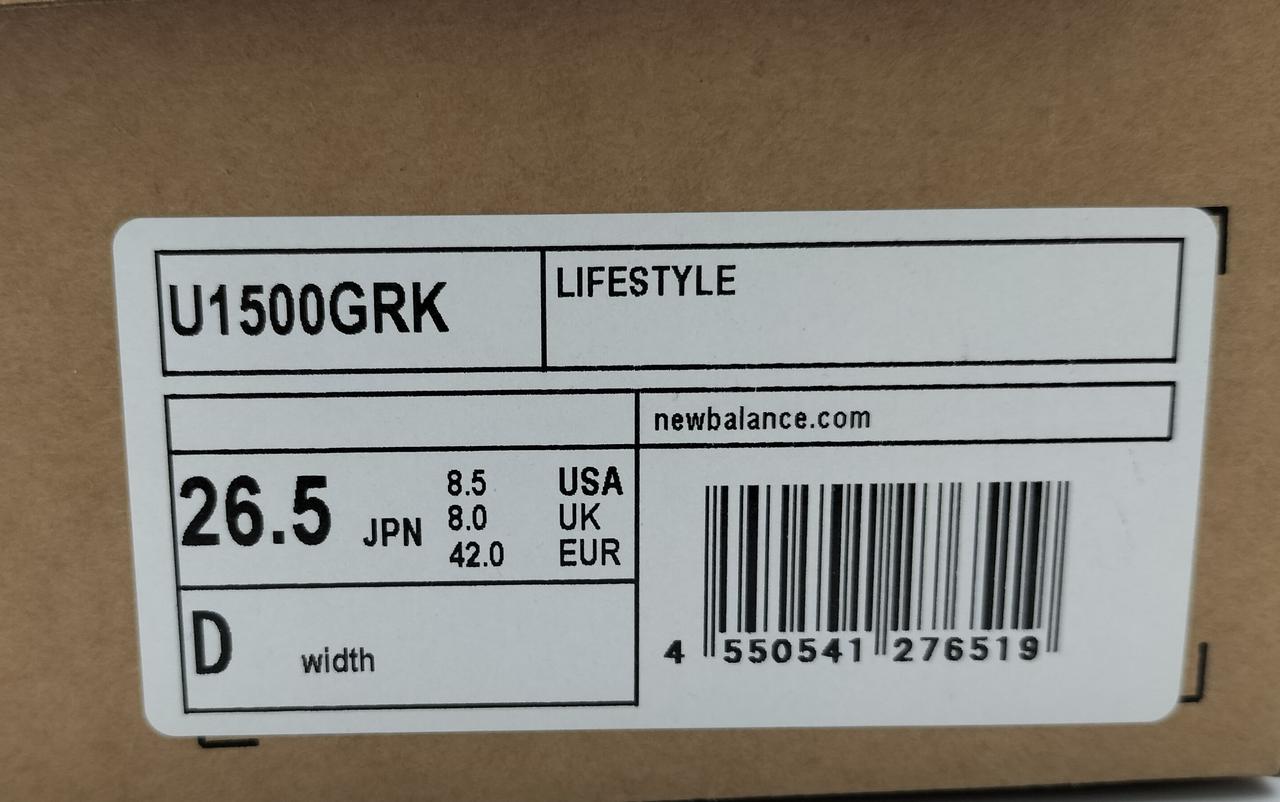 U1500GRK
LIFESTYLE
newbalance.com
26.5 JPN
8.5 USA
8.0 UK
42.0 EUR
D width
4 550541 276519